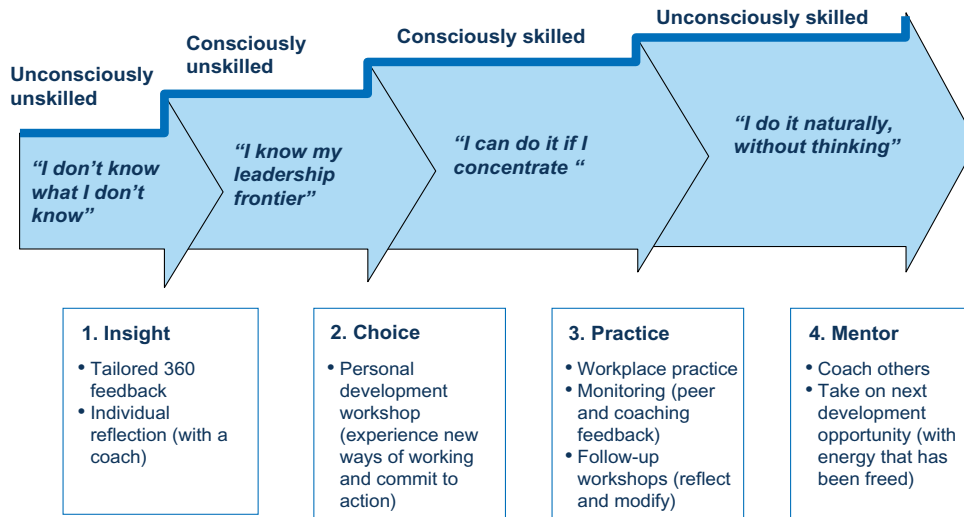 Unconsciously
unskilled
"I don't know
what I don't
know"
Consciously
unskilled
"I know my
leadership
frontier"
Consciously skilled
"I can do it if I
concentrate "
Unconsciously skilled
"I do it naturally,
without thinking"
1. Insight
• Tailored 360
feedback
• Individual
reflection (with a
coach)
2. Choice
• Personal
development
workshop
(experience new
ways of working
and commit to
action)
3. Practice
• Workplace practice
• Monitoring (peer
and coaching
feedback)
• Follow-up
workshops (reflect
and modify)
4. Mentor
• Coach others
• Take on next
development
opportunity (with
energy that has
been freed)